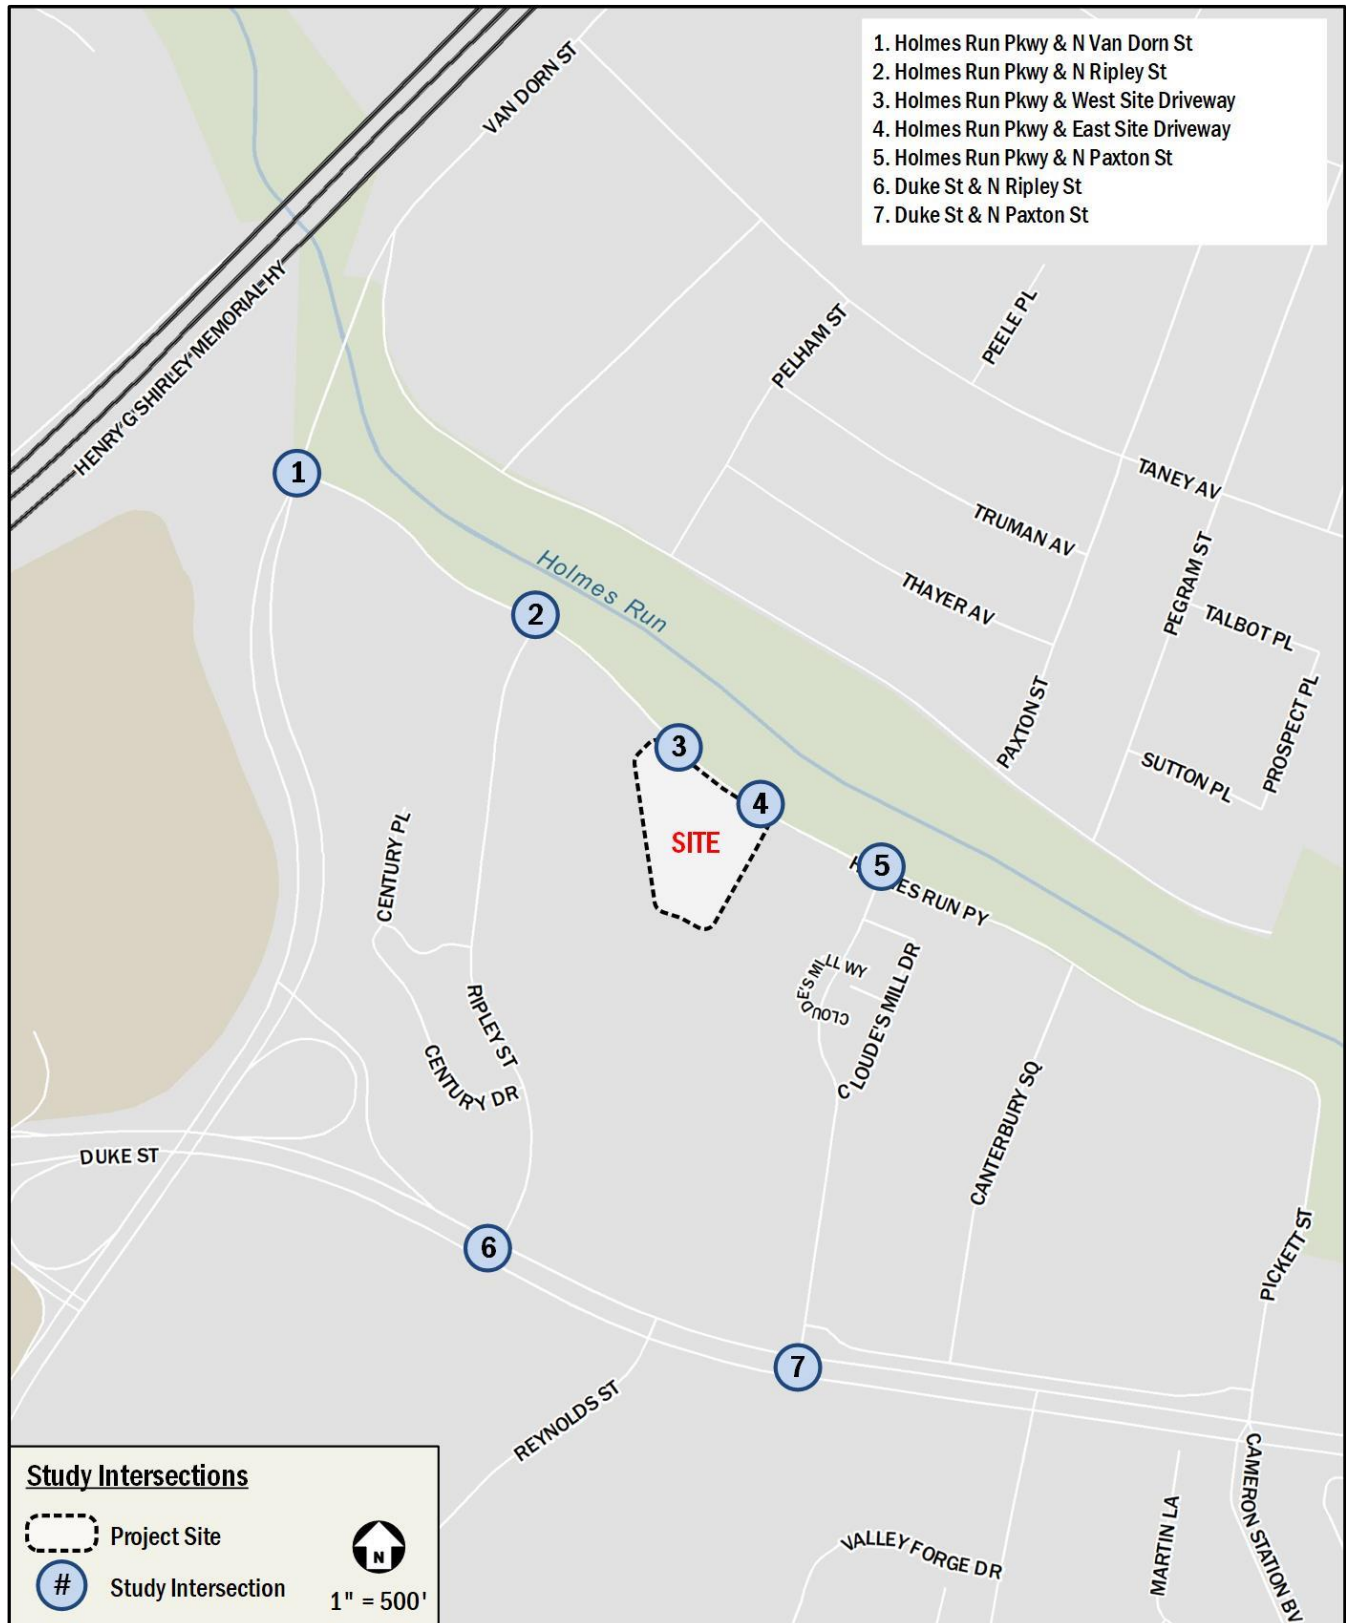 1. Holmes Run Pkwy & N Van Dorn St
2. Holmes Run Pkwy & N Ripley St
3. Holmes Run Pkwy & West Site Driveway
4. Holmes Run Pkwy & East Site Driveway
5. Holmes Run Pkwy & N Paxton St
6. Duke St & N Ripley St
7. Duke St & N Paxton St
VAN DORN ST
HENRY G SHIRLEY MEMORIAL HY
PELHAM ST
PEELE PL
TANEY AV
TRUMAN AV
THAYER AV
PEGRAM ST
TALBOT PL
PROSPECT PL
SUTTON PL
PAXTON ST
Holmes Run
1
2
3
4
SITE
5
HOLMES RUN PY
CENTURY PL
RIPLEY ST
CENTURY DR
CLOUDE'S MILL WY
CLOUDE'S MILL DR
CANTERBURY SQ
DUKE ST
PICKETT ST
6
7
REYNOLDS ST
CAMERON STATION BV
MARTIN LA
VALLEY FORGE DR
Study Intersections
Project Site
N
# Study Intersection
1" = 500'